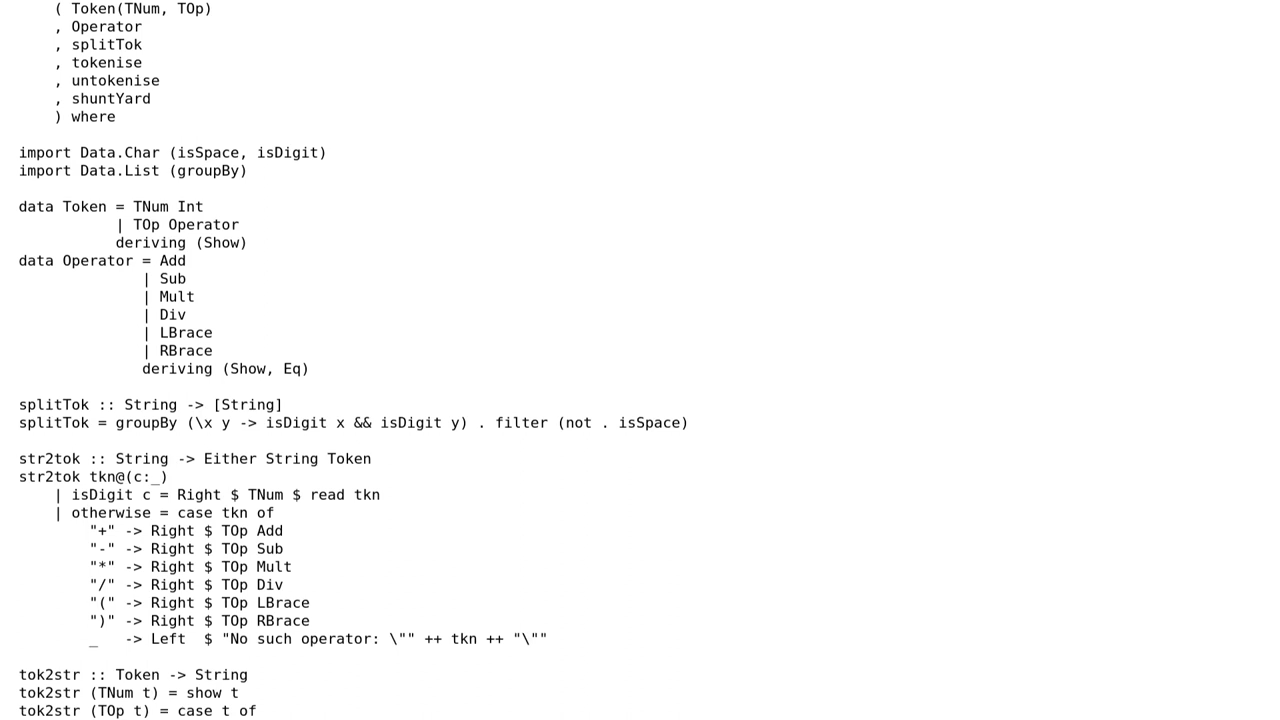 ( Token(TNum, TOp)
    , Operator
    , splitTok
    , tokenise
    , untokenise
    , shuntYard
    ) where

import Data.Char (isSpace, isDigit)
import Data.List (groupBy)

data Token = TNum Int
           | TOp Operator
           deriving (Show)
data Operator = Add
              | Sub
              | Mult
              | Div
              | LBrace
              | RBrace
              deriving (Show, Eq)

splitTok :: String -> [String]
splitTok = groupBy (\x y -> isDigit x && isDigit y) . filter (not . isSpace)

str2tok :: String -> Either String Token
str2tok tkn@(c:_)
    | isDigit c = Right $ TNum $ read tkn
    | otherwise = case tkn of
        "+" -> Right $ TOp Add
        "-" -> Right $ TOp Sub
        "*" -> Right $ TOp Mult
        "/" -> Right $ TOp Div
        "(" -> Right $ TOp LBrace
        ")" -> Right $ TOp RBrace
        _   -> Left  $ "No such operator: \"" ++ tkn ++ "\""

tok2str :: Token -> String
tok2str (TNum t) = show t
tok2str (TOp t) = case t of